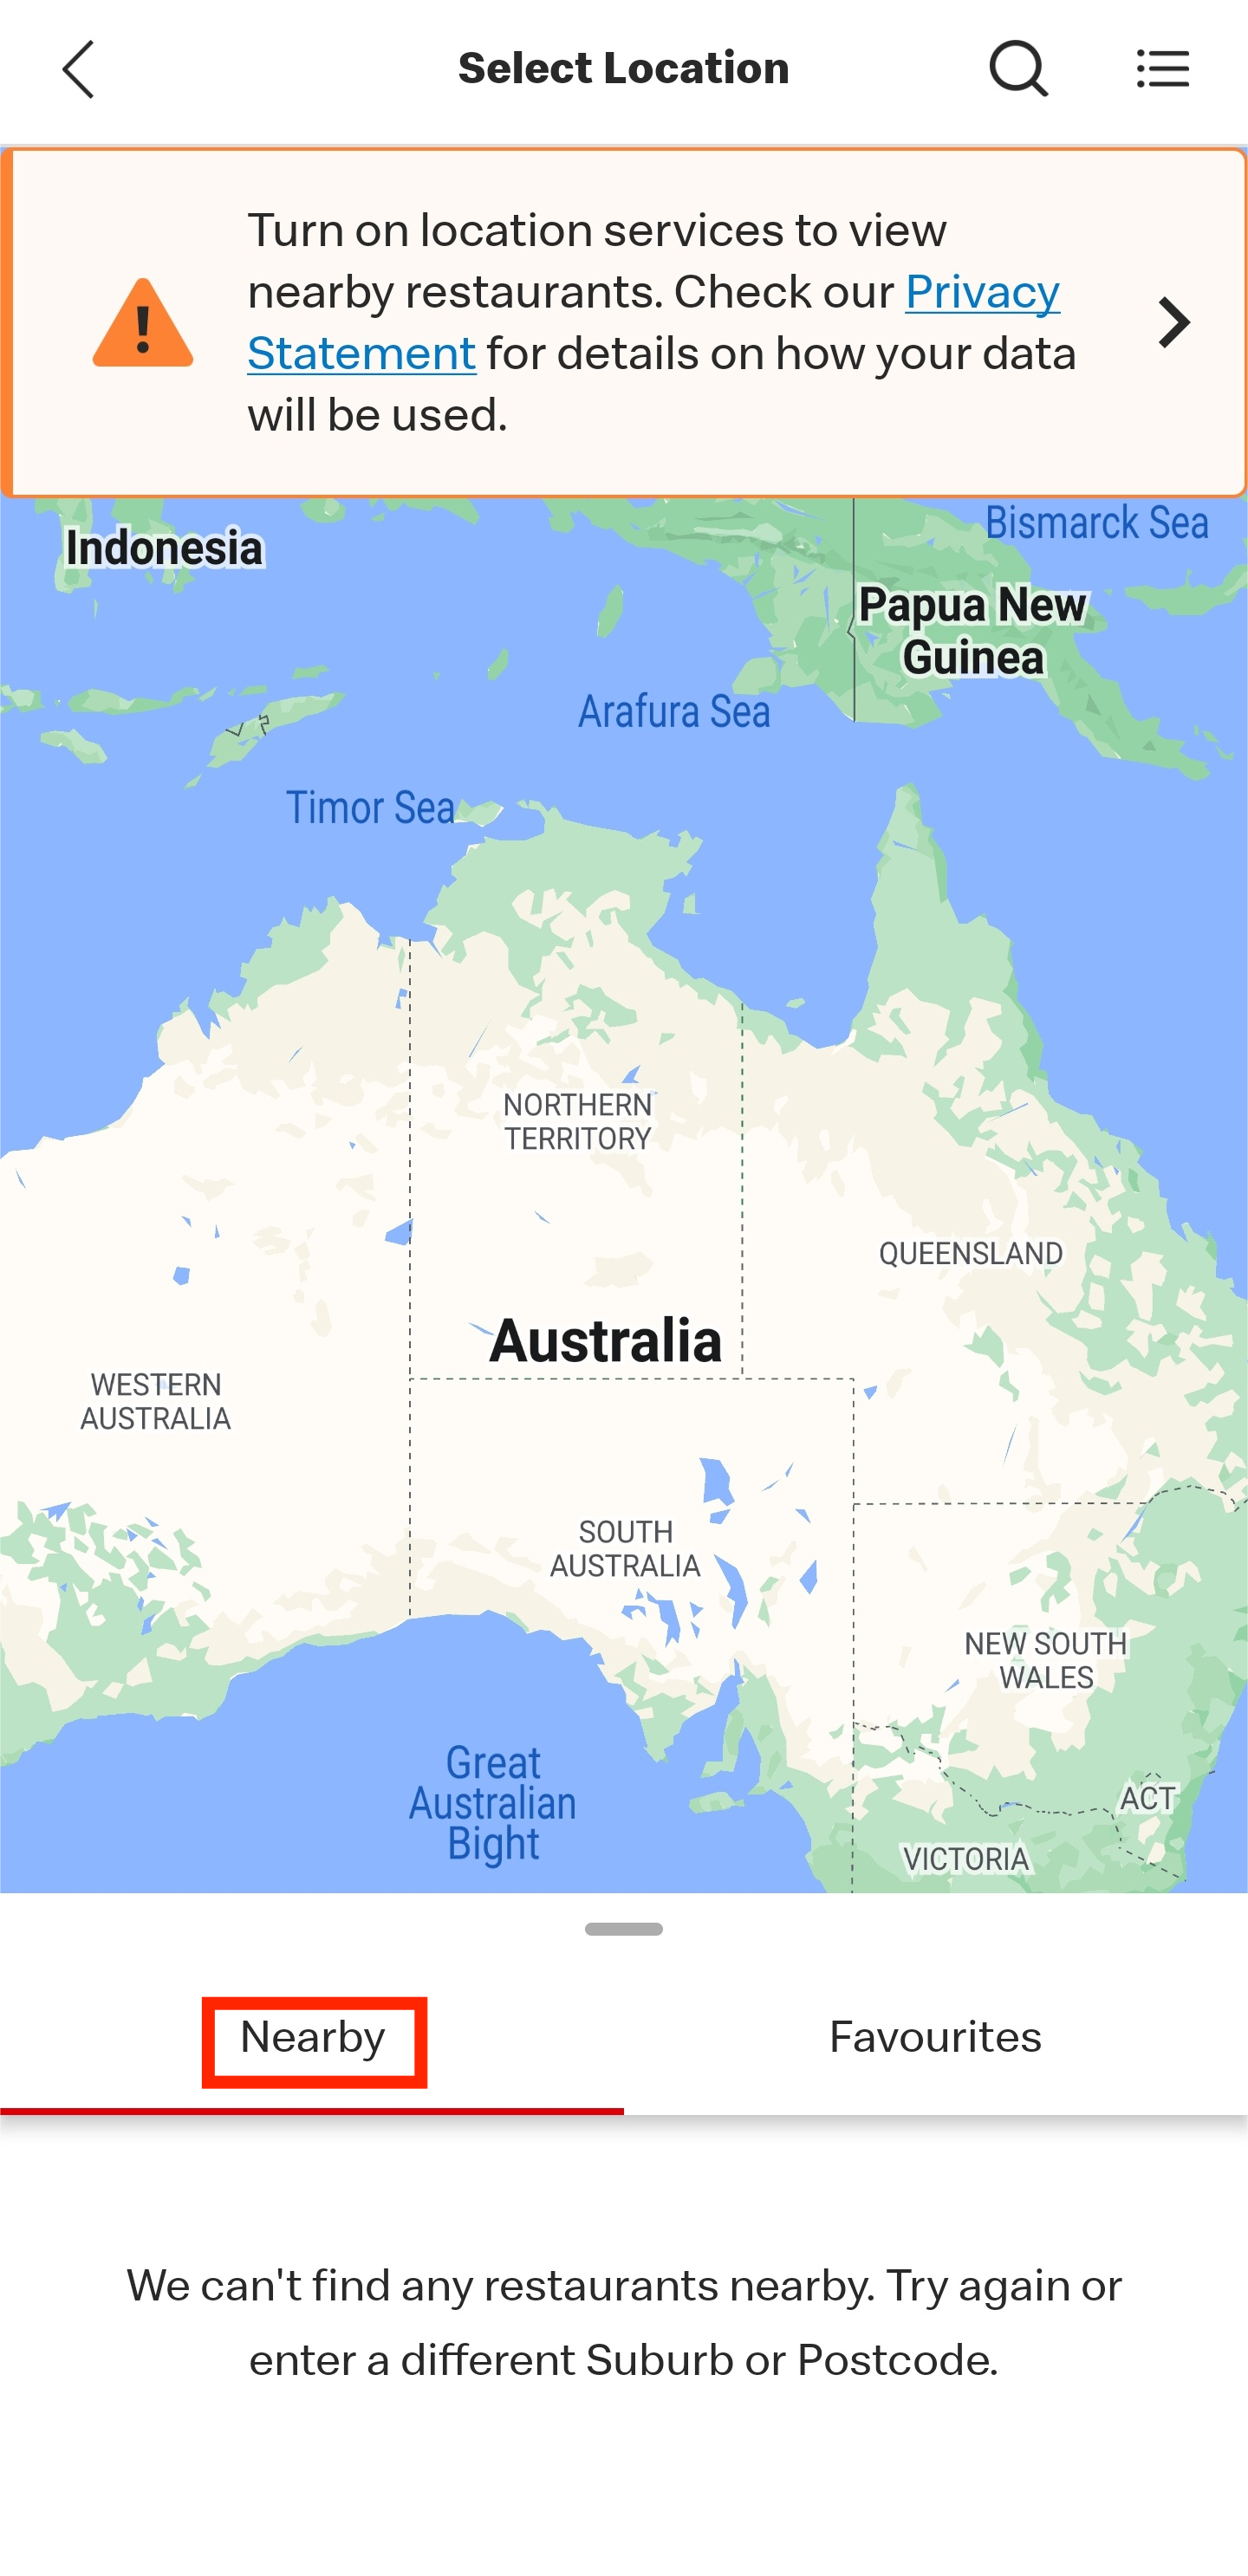 Select Location
Turn on location services to view
nearby restaurants. Check our Privacy
Statement for details on how your data
will be used.
Indonesia
Bismarck Sea
Papua New
Guinea
Arafura Sea
Timor Sea
NORTHERN
TERRITORY
QUEENSLAND
Australia
WESTERN
AUSTRALIA
SOUTH
AUSTRALIA
NEW SOUTH
WALES
Great
Australian
Bight
ACT
VICTORIA
Nearby
Favourites
We can't find any restaurants nearby. Try again or
enter a different Suburb or Postcode.